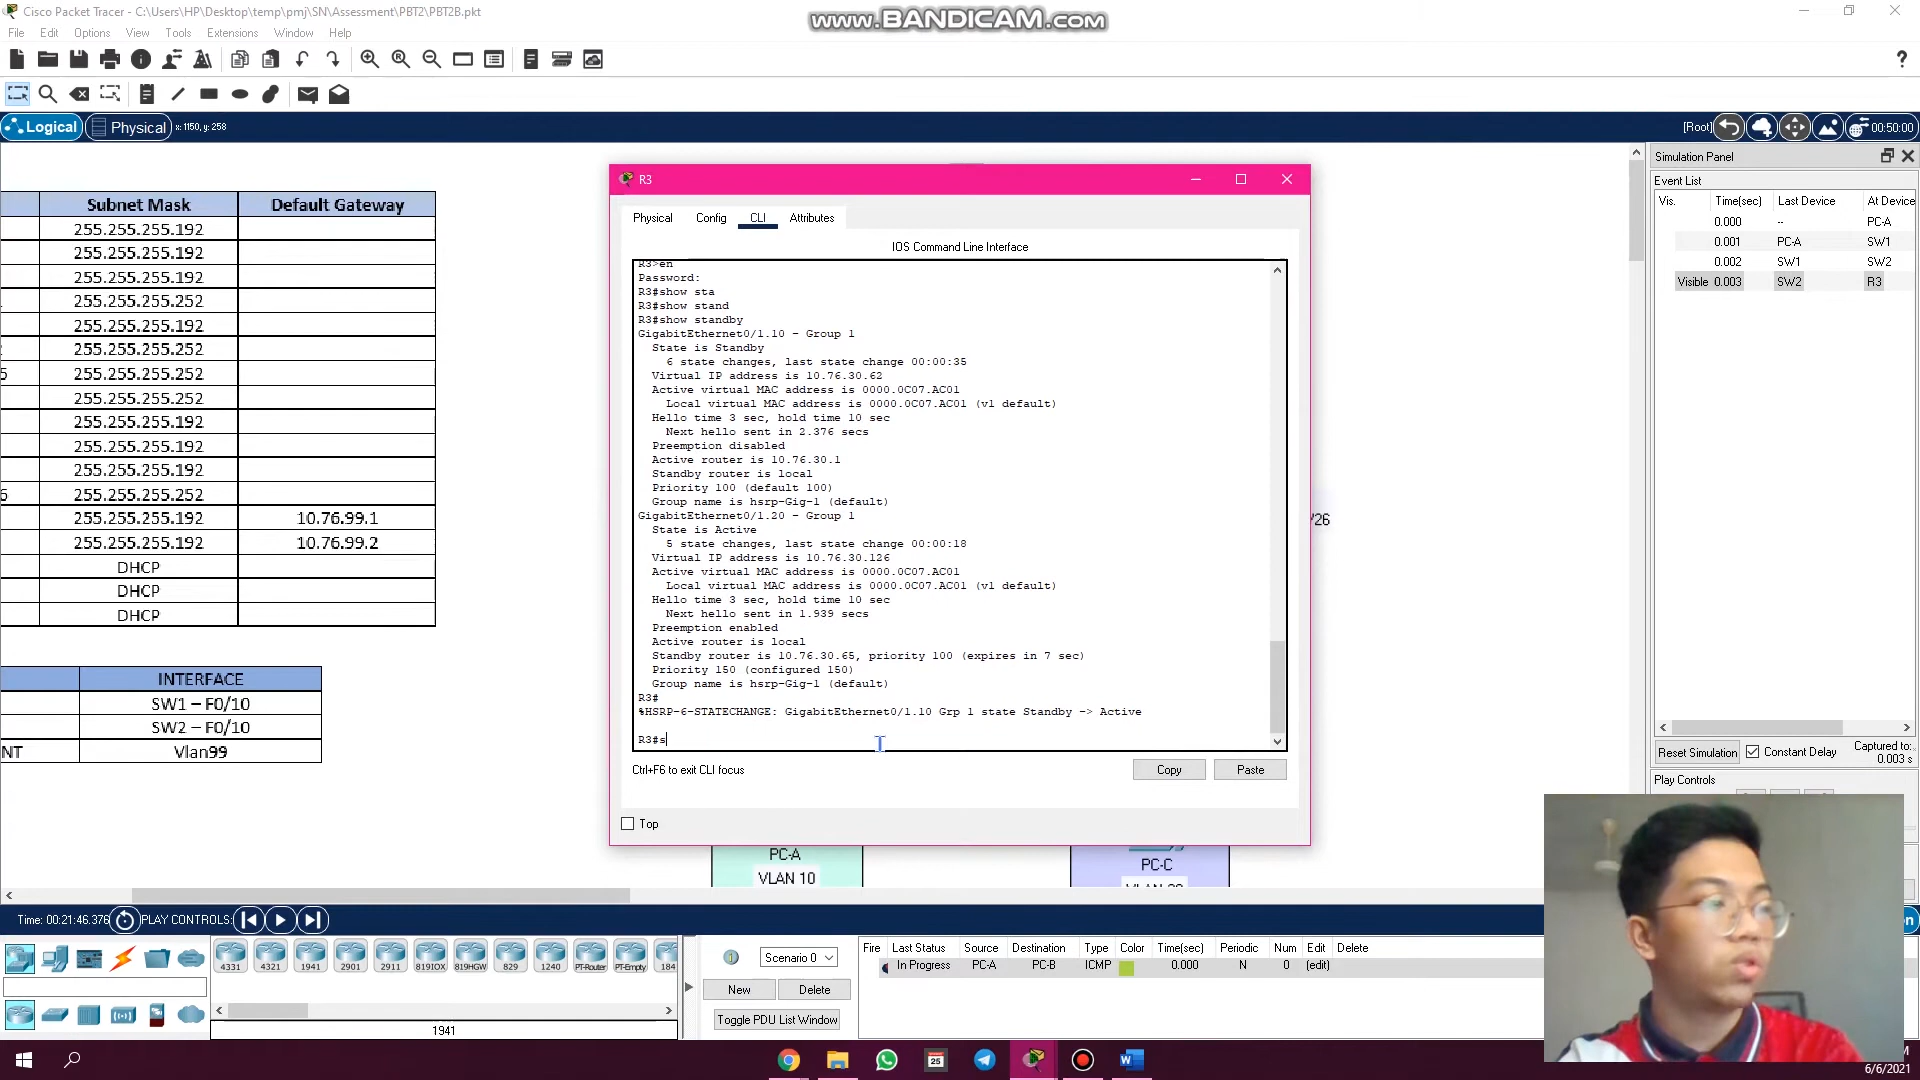 Cisco Packet Tracer - C:\Users\HP\Desktop\temp\prnj\SN\Assessment\PBT2\PBT2B.pkt
www.BANDICAM.com
File Edit Options View Tools Extensions Window Help
Logical Physical x: 1150, y: 258
[Root] 00:50:00
Subnet Mask Default Gateway
255.255.255.192
255.255.255.192
255.255.255.192
255.255.255.252
255.255.255.192
255.255.255.252
5 255.255.255.252
255.255.255.252
255.255.255.192
255.255.255.192
255.255.255.192
6 255.255.255.252
255.255.255.192 10.76.99.1
255.255.255.192 10.76.99.2
DHCP
DHCP
DHCP
INTERFACE
SW1 – F0/10
SW2 – F0/10
NT Vlan99
R3
Physical Config CLI Attributes
IOS Command Line Interface
R3>en
Password:
R3#show sta
R3#show stand
R3#show standby
GigabitEthernet0/1.10 - Group 1
State is Standby
6 state changes, last state change 00:00:35
Virtual IP address is 10.76.30.62
Active virtual MAC address is 0000.0C07.AC01
Local virtual MAC address is 0000.0C07.AC01 (v1 default)
Hello time 3 sec, hold time 10 sec
Next hello sent in 2.376 secs
Preemption disabled
Active router is 10.76.30.1
Standby router is local
Priority 100 (default 100)
Group name is hsrp-Gig-1 (default)
GigabitEthernet0/1.20 - Group 1
State is Active
5 state changes, last state change 00:00:18
Virtual IP address is 10.76.30.126
Active virtual MAC address is 0000.0C07.AC01
Local virtual MAC address is 0000.0C07.AC01 (v1 default)
Hello time 3 sec, hold time 10 sec
Next hello sent in 1.939 secs
Preemption enabled
Active router is local
Standby router is 10.76.30.65, priority 100 (expires in 7 sec)
Priority 150 (configured 150)
Group name is hsrp-Gig-1 (default)
R3#
%HSRP-6-STATECHANGE: GigabitEthernet0/1.10 Grp 1 state Standby -> Active
R3#s
Ctrl+F6 to exit CLI focus Copy Paste
Top
/26
PC-A
VLAN 10
PC-C
Simulation Panel
Event List
Vis. Time(sec) Last Device At Device
0.000 -- PC-A
0.001 PC-A SW1
0.002 SW1 SW2
Visible 0.003 SW2 R3
Reset Simulation Constant Delay Captured to:
0.003 s
Play Controls
Time: 00:21:46.376 PLAY CONTROLS:
4331 4321 1941 2901 2911 819IOX 819HGW 829 1240 PT-Router PT-Empty 184
1941
Scenario 0
New Delete
Toggle PDU List Window
Fire Last Status Source Destination Type Color Time(sec) Periodic Num Edit Delete
In Progress PC-A PC-B ICMP 0.000 N 0 (edit)
25
6/6/2021